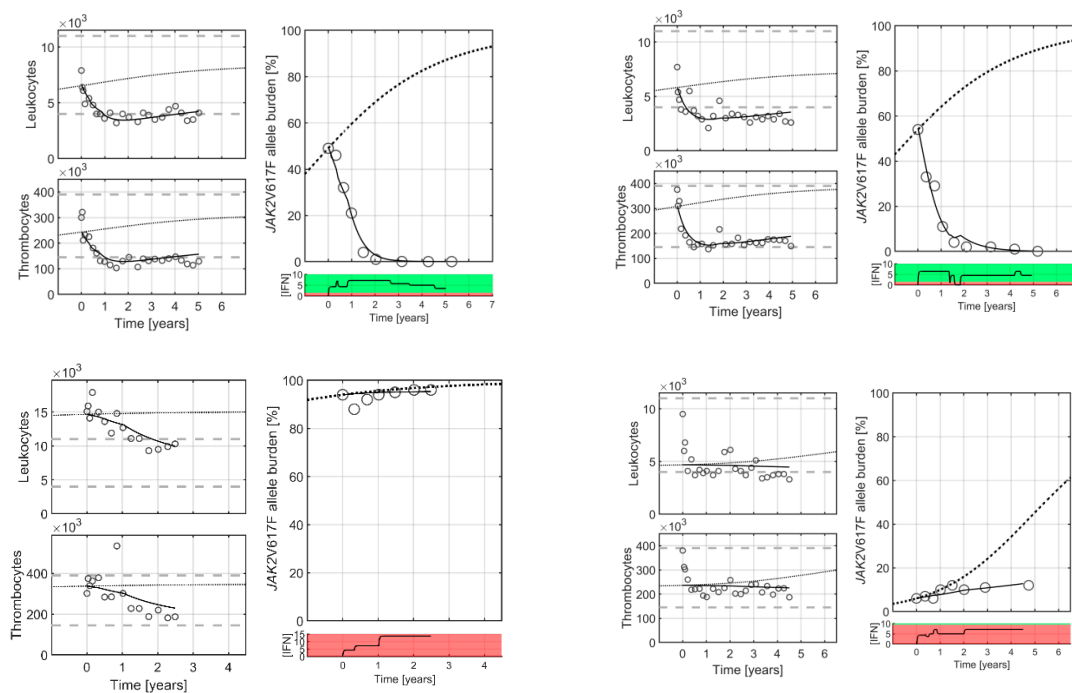 ×10³
10
5
0
Leukocytes
×10³
400
300
200
100
0
Thrombocytes
0 1 2 3 4 5 6 7
Time [years]
100
80
60
40
20
0
JAK2V617F allele burden [%]
10
5
0
[IFN]
0 1 2 3 4 5 6 7
Time [years]
×10³
10
5
0
Leukocytes
×10³
400
300
200
100
0
Thrombocytes
0 1 2 3 4 5 6
Time [years]
100
80
60
40
20
0
JAK2V617F allele burden [%]
10
5
0
[IFN]
0 1 2 3 4 5 6
Time [years]
×10³
15
10
5
0
Leukocytes
×10³
400
200
0
Thrombocytes
0 1 2 3 4
Time [years]
100
80
60
40
20
0
JAK2V617F allele burden [%]
15
10
5
0
[IFN]
0 1 2 3 4
Time [years]
×10³
10
5
0
Leukocytes
×10³
400
300
200
100
0
Thrombocytes
0 1 2 3 4 5 6
Time [years]
100
80
60
40
20
0
JAK2V617F allele burden [%]
10
5
0
[IFN]
0 1 2 3 4 5 6
Time [years]